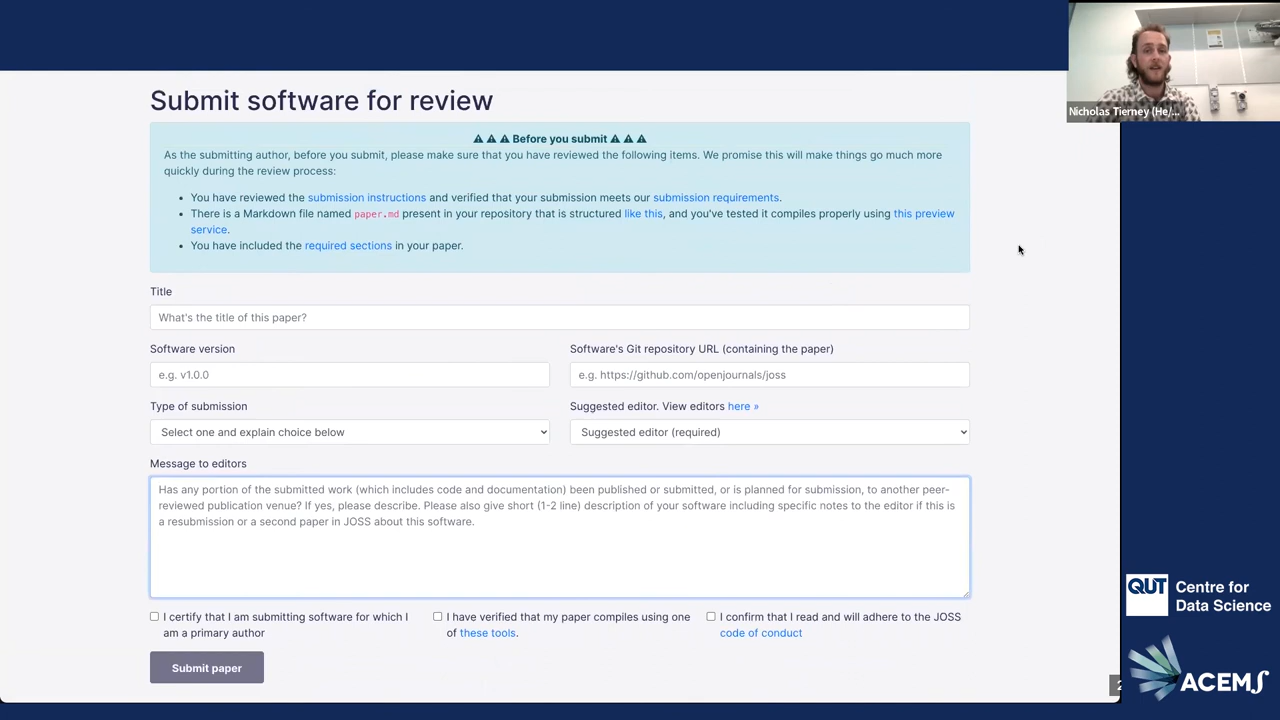 Submit software for review
⚠ ⚠ ⚠ Before you submit ⚠ ⚠ ⚠
As the submitting author, before you submit, please make sure that you have reviewed the following items. We promise this will make things go much more
quickly during the review process:
• You have reviewed the submission instructions and verified that your submission meets our submission requirements.
• There is a Markdown file named paper.md present in your repository that is structured like this, and you've tested it compiles properly using this preview
service.
• You have included the required sections in your paper.
Title
What's the title of this paper?
Software version
Software's Git repository URL (containing the paper)
e.g. v1.0.0
e.g. https://github.com/openjournals/joss
Type of submission
Suggested editor. View editors here »
Select one and explain choice below
Suggested editor (required)
Message to editors
Has any portion of the submitted work (which includes code and documentation) been published or submitted, or is planned for submission, to another peer-
reviewed publication venue? If yes, please describe. Please also give short (1-2 line) description of your software including specific notes to the editor if this is
a resubmission or a second paper in JOSS about this software.
I certify that I am submitting software for which I
am a primary author
I have verified that my paper compiles using one
of these tools.
I confirm that I read and will adhere to the JOSS
code of conduct
Submit paper
Nicholas Tierney (He/...
QUT
Centre for
Data Science
2
ACEMS